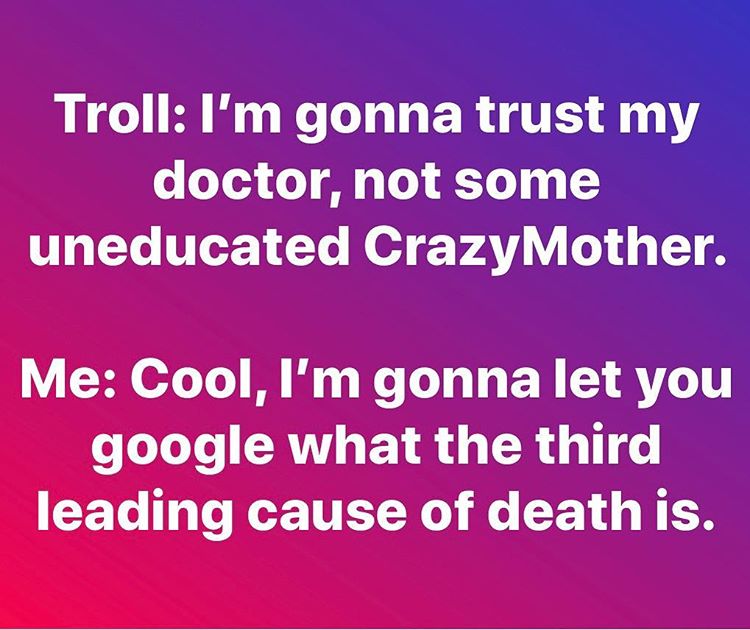 Troll: I’m gonna trust my
doctor, not some
uneducated CrazyMother.
Me: Cool, I’m gonna let you
google what the third
leading cause of death is.